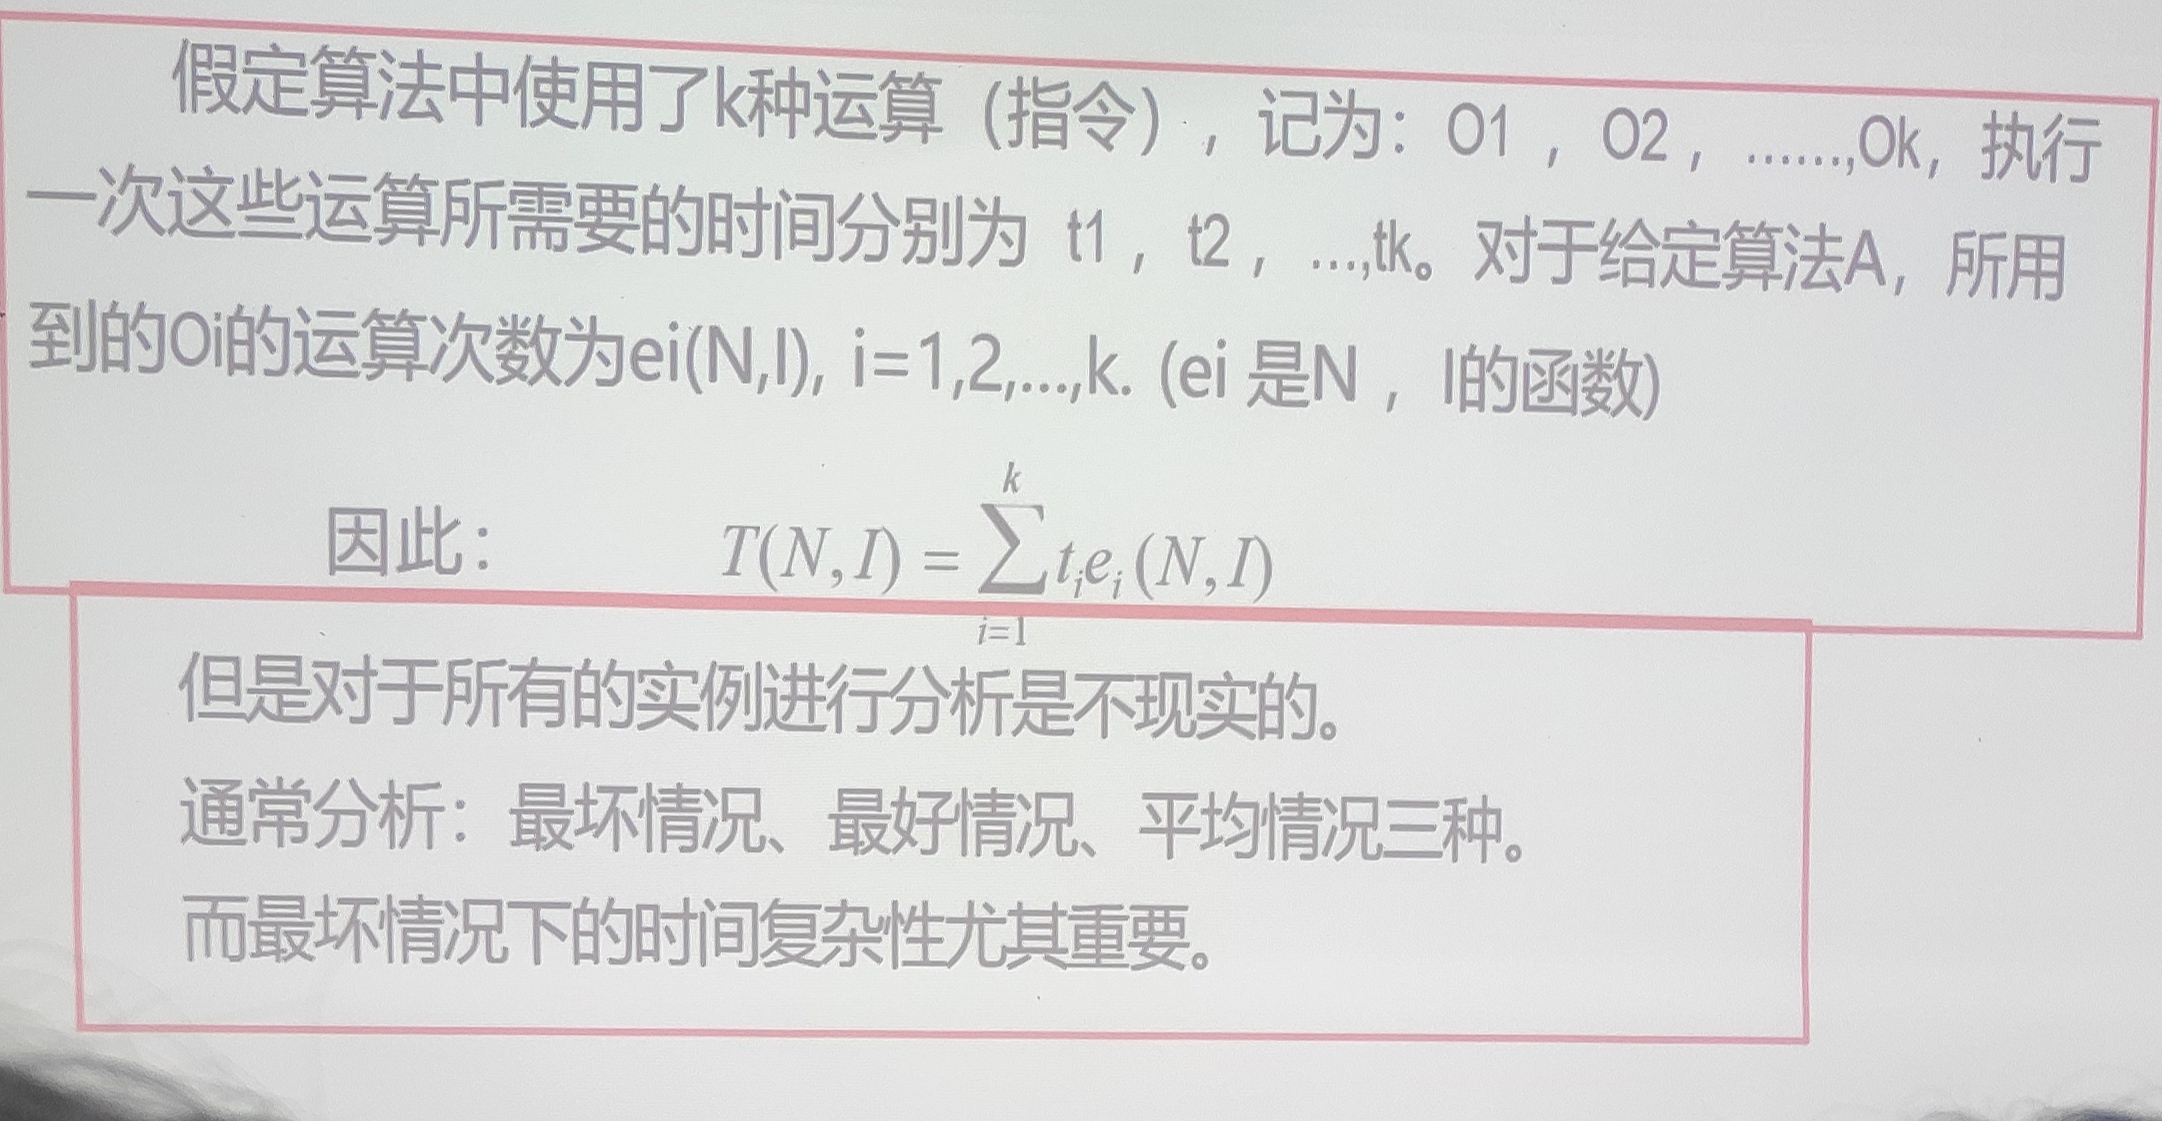 假定算法中使用了k种运算（指令），记为：O1，O2，……,Ok，执行
一次这些运算所需要的时间分别为 t1，t2，…,tk。对于给定算法A，所用
到的Oi的运算次数为ei(N,I), i=1,2,…,k. (ei 是N，I的函数)
因此： T(N,I) = \sum_{i=1}^{k} t_i e_i (N,I)
但是对于所有的实例进行分析是不现实的。
通常分析：最坏情况、最好情况、平均情况三种。
而最坏情况下的时间复杂性尤其重要。